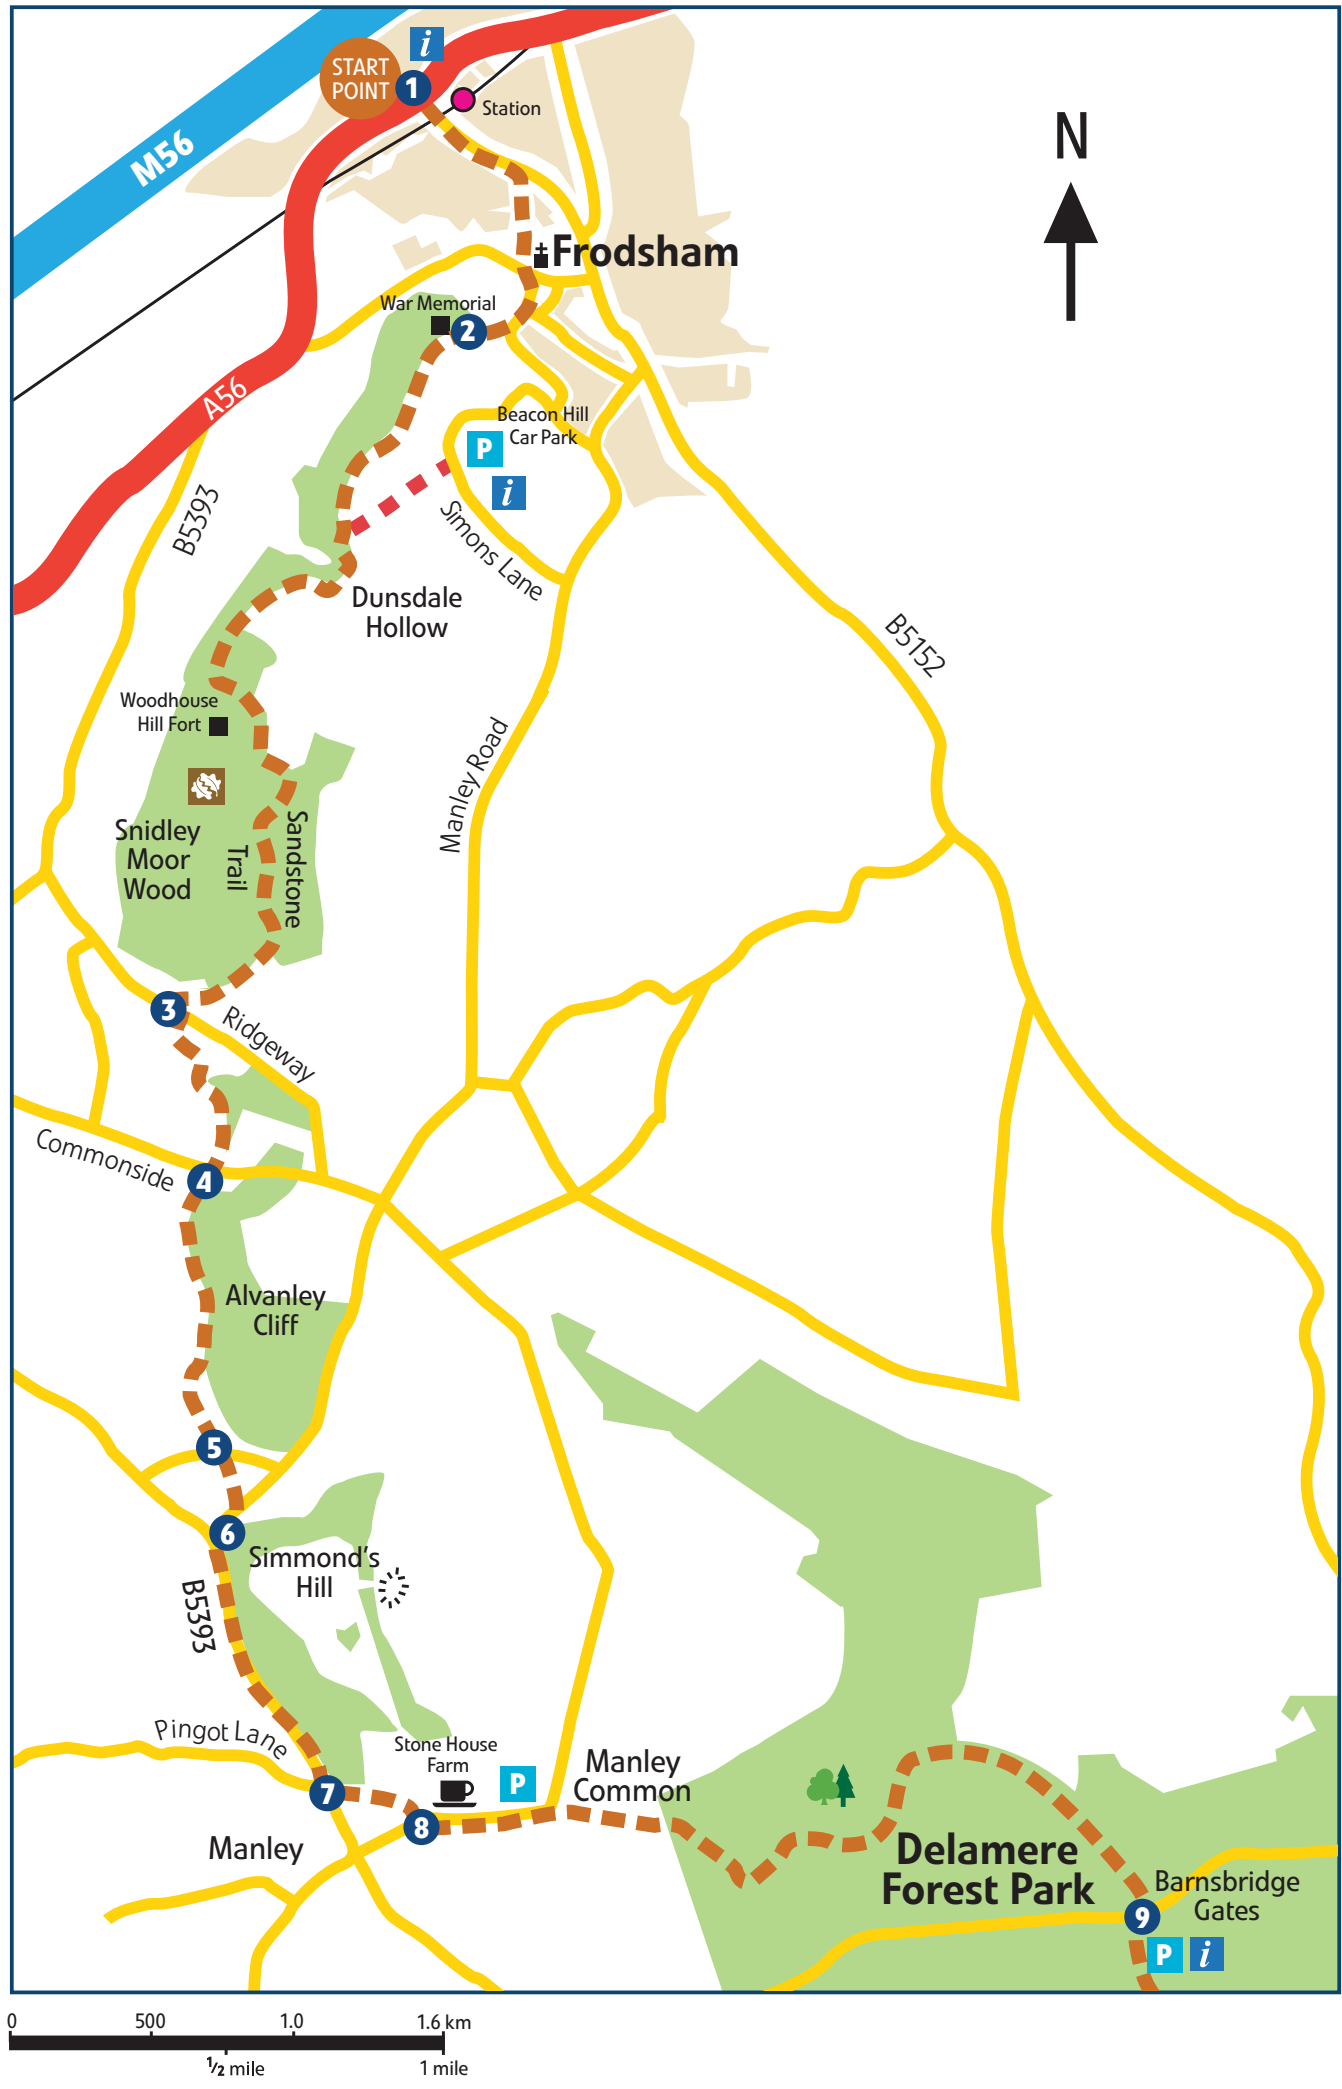 START
POINT
i
1
Station
M56
N
Frodsham
War Memorial
2
A56
Beacon Hill
Car Park
P
i
B5393
Simons Lane
Dunsdale
Hollow
B5152
Woodhouse
Hill Fort
Manley Road
Snidley
Moor
Wood
Sandstone
Trail
3
Ridgeway
Commonside
4
Alvanley
Cliff
5
6
Simmond's
Hill
B5393
Pingot Lane
Stone House
Farm
P
Manley
Common
7
8
Manley
Delamere
Forest Park
Barnsbridge
Gates
9
P
i
0 500 1.0 1.6 km
1/2 mile 1 mile